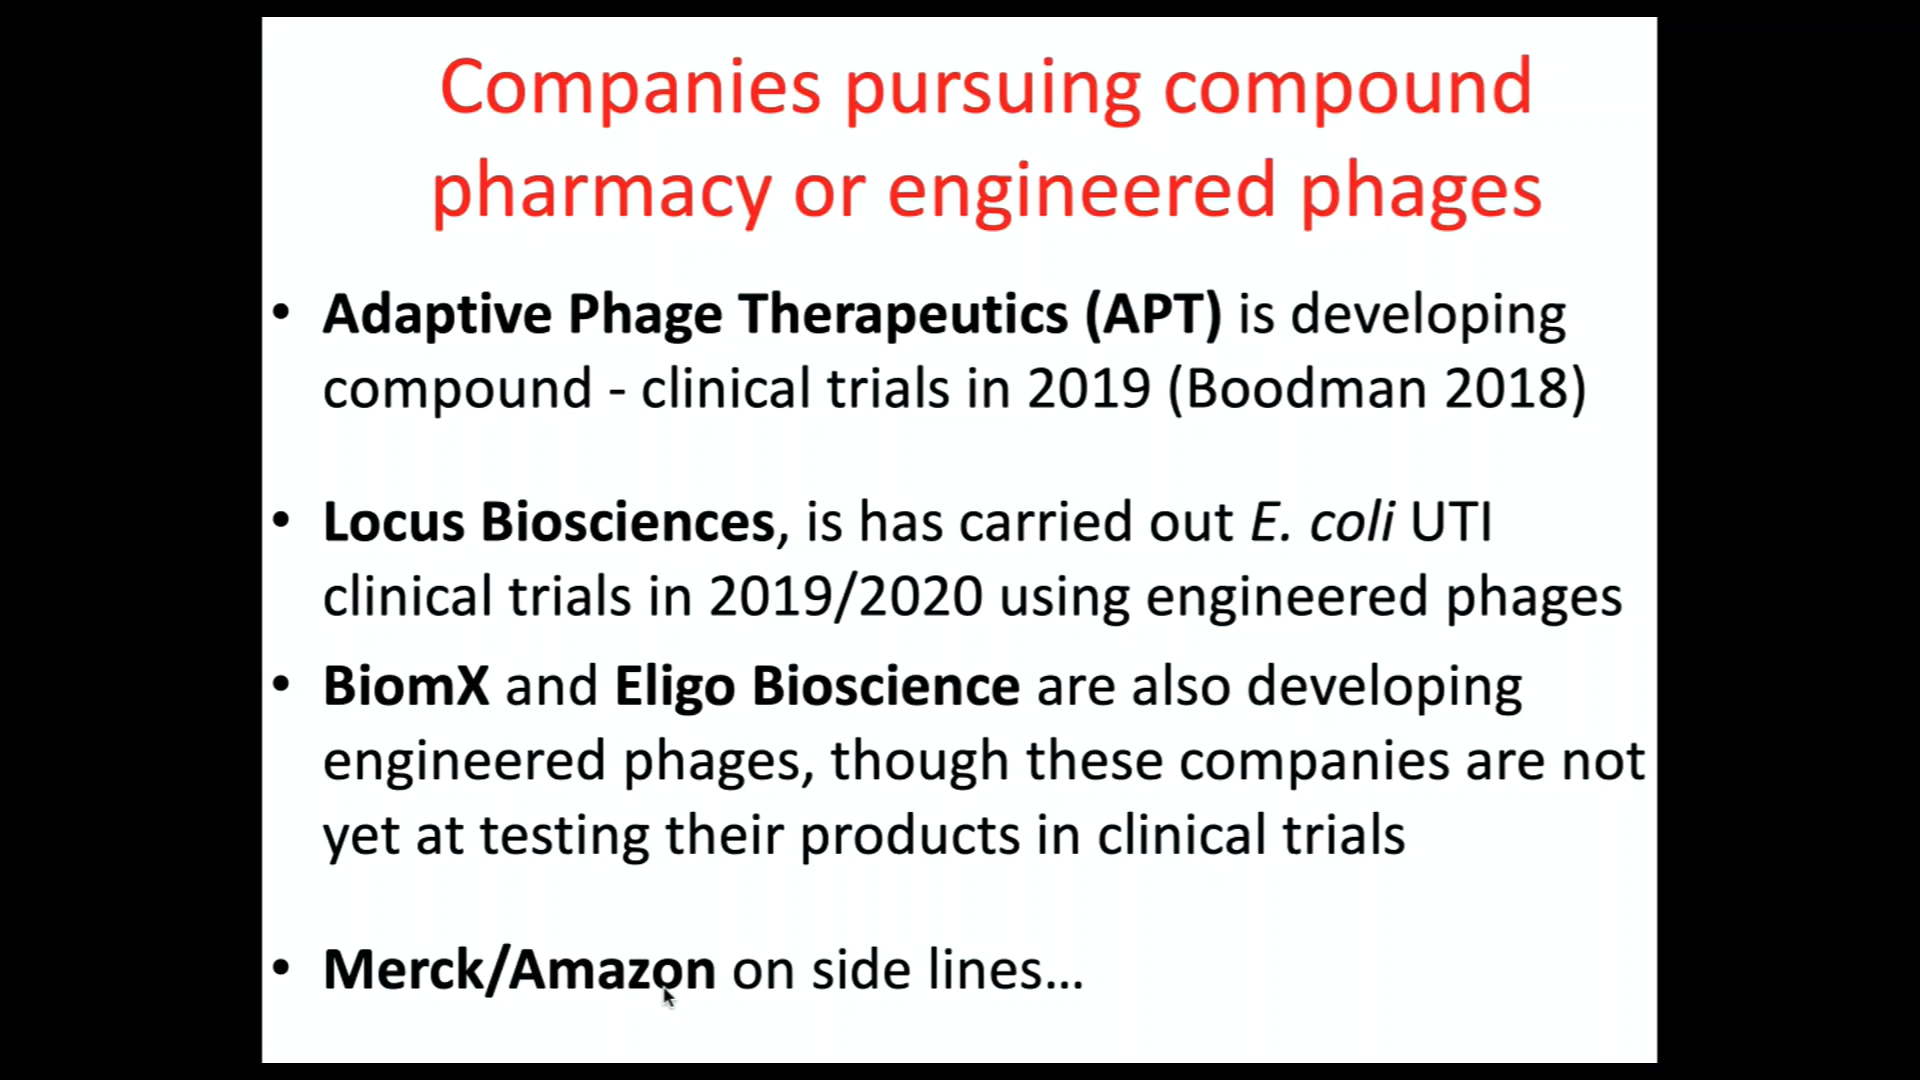 Companies pursuing compound
pharmacy or engineered phages
• Adaptive Phage Therapeutics (APT) is developing
compound - clinical trials in 2019 (Boodman 2018)
• Locus Biosciences, is has carried out E. coli UTI
clinical trials in 2019/2020 using engineered phages
• BiomX and Eligo Bioscience are also developing
engineered phages, though these companies are not
yet at testing their products in clinical trials
• Merck/Amazon on side lines...